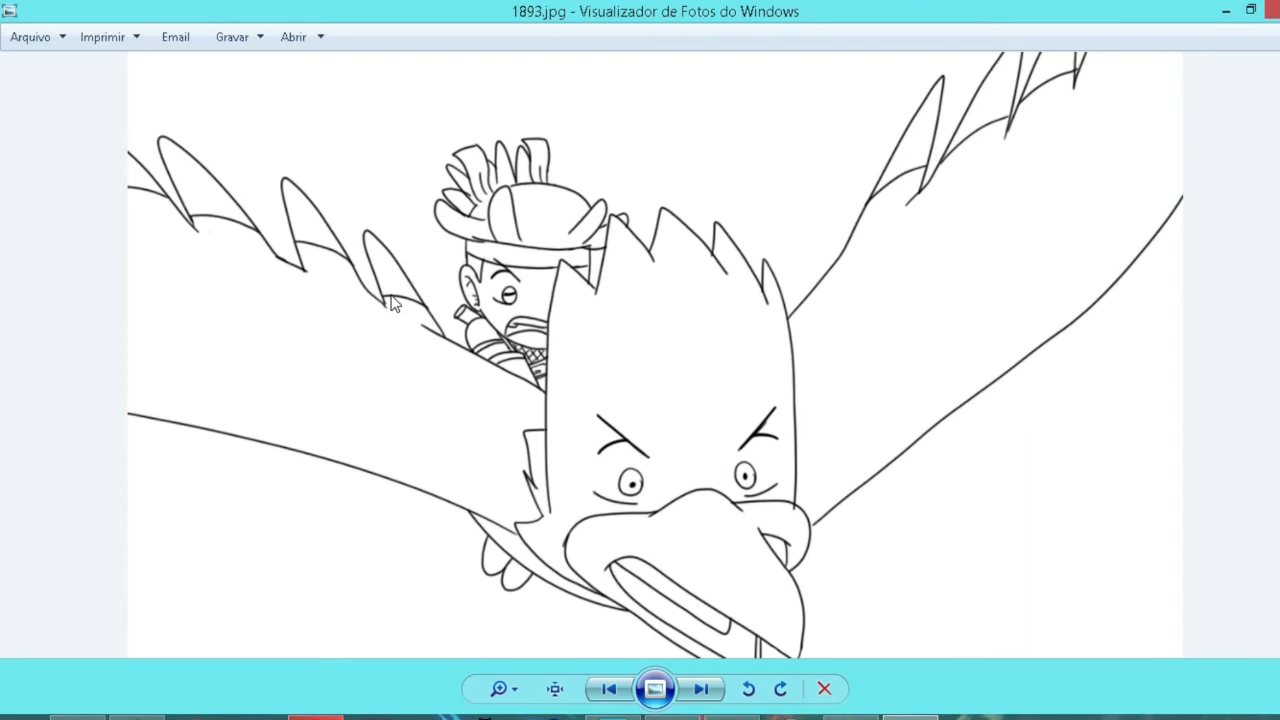 1893.jpg - Visualizador de Fotos do Windows
Arquivo Imprimir Email Gravar Abrir